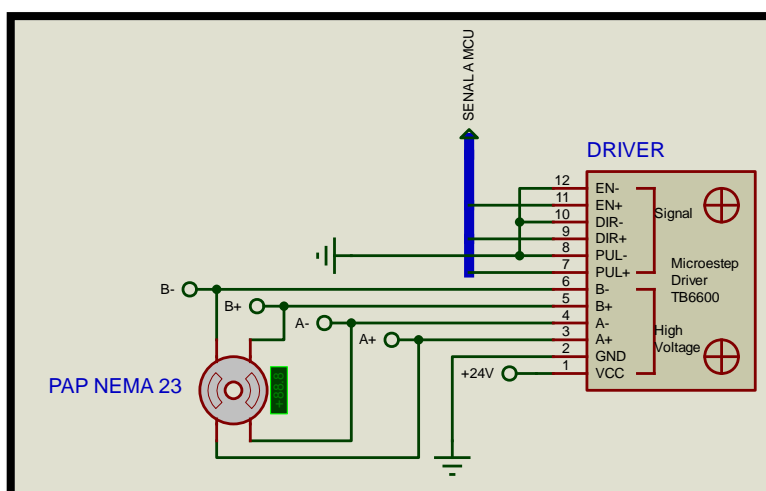 SENAL A MCU
DRIVER
12 EN-
11 EN+
10 DIR-
9 DIR+
8 PUL-
7 PUL+
6 B-
5 B+
4 A-
3 A+
2 GND
1 VCC
Signal
Microestep
Driver
TB6600
High
Voltage
B-
B+
A-
A+
+24V
PAP NEMA 23